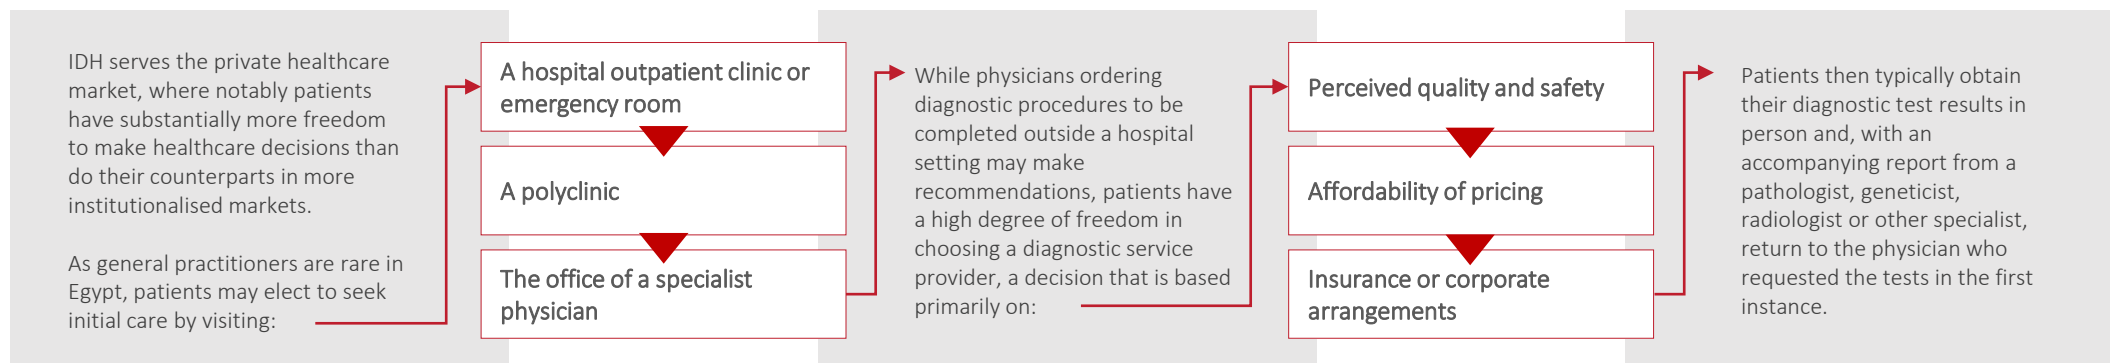 IDH serves the private healthcare
market, where notably patients
have substantially more freedom
to make healthcare decisions than
do their counterparts in more
institutionalised markets.
As general practitioners are rare in
Egypt, patients may elect to seek
initial care by visiting:
A hospital outpatient clinic or
emergency room
A polyclinic
The office of a specialist
physician
While physicians ordering
diagnostic procedures to be
completed outside a hospital
setting may make
recommendations, patients have
a high degree of freedom in
choosing a diagnostic service
provider, a decision that is based
primarily on:
Perceived quality and safety
Affordability of pricing
Insurance or corporate
arrangements
Patients then typically obtain
their diagnostic test results in
person and, with an
accompanying report from a
pathologist, geneticist,
radiologist or other specialist,
return to the physician who
requested the tests in the first
instance.